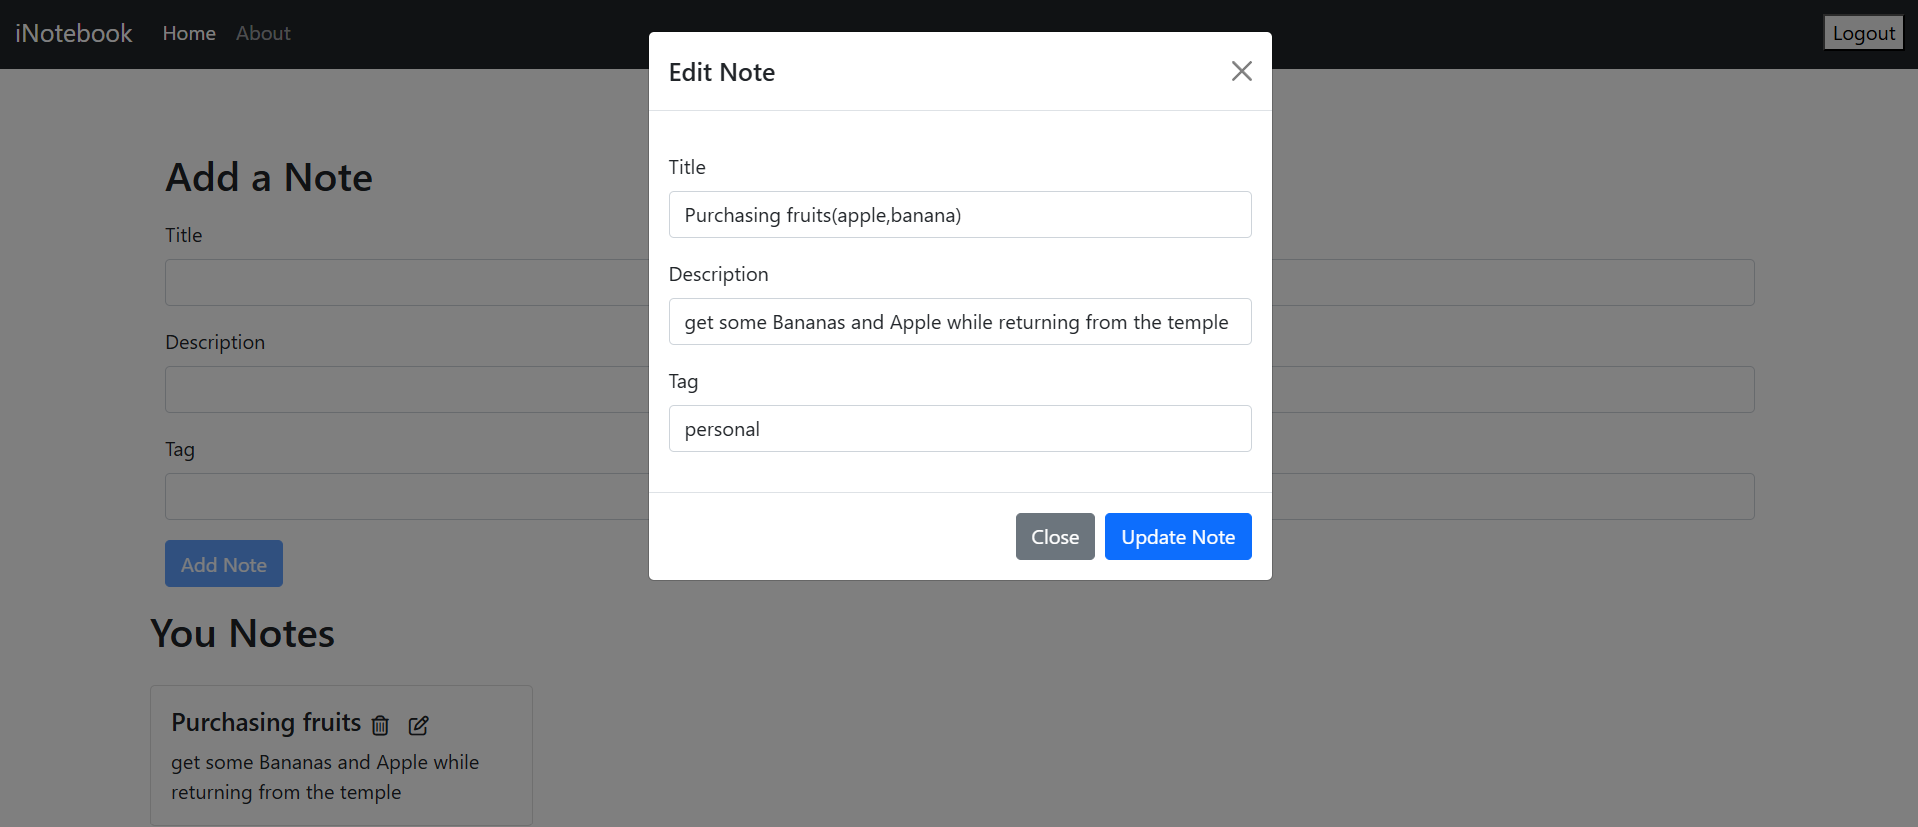 iNotebook Home About Logout
Edit Note
Title
Purchasing fruits(apple,banana)
Description
get some Bananas and Apple while returning from the temple
Tag
personal
Close Update Note
Add a Note
Title
Description
Tag
Add Note
You Notes
Purchasing fruits
get some Bananas and Apple while
returning from the temple